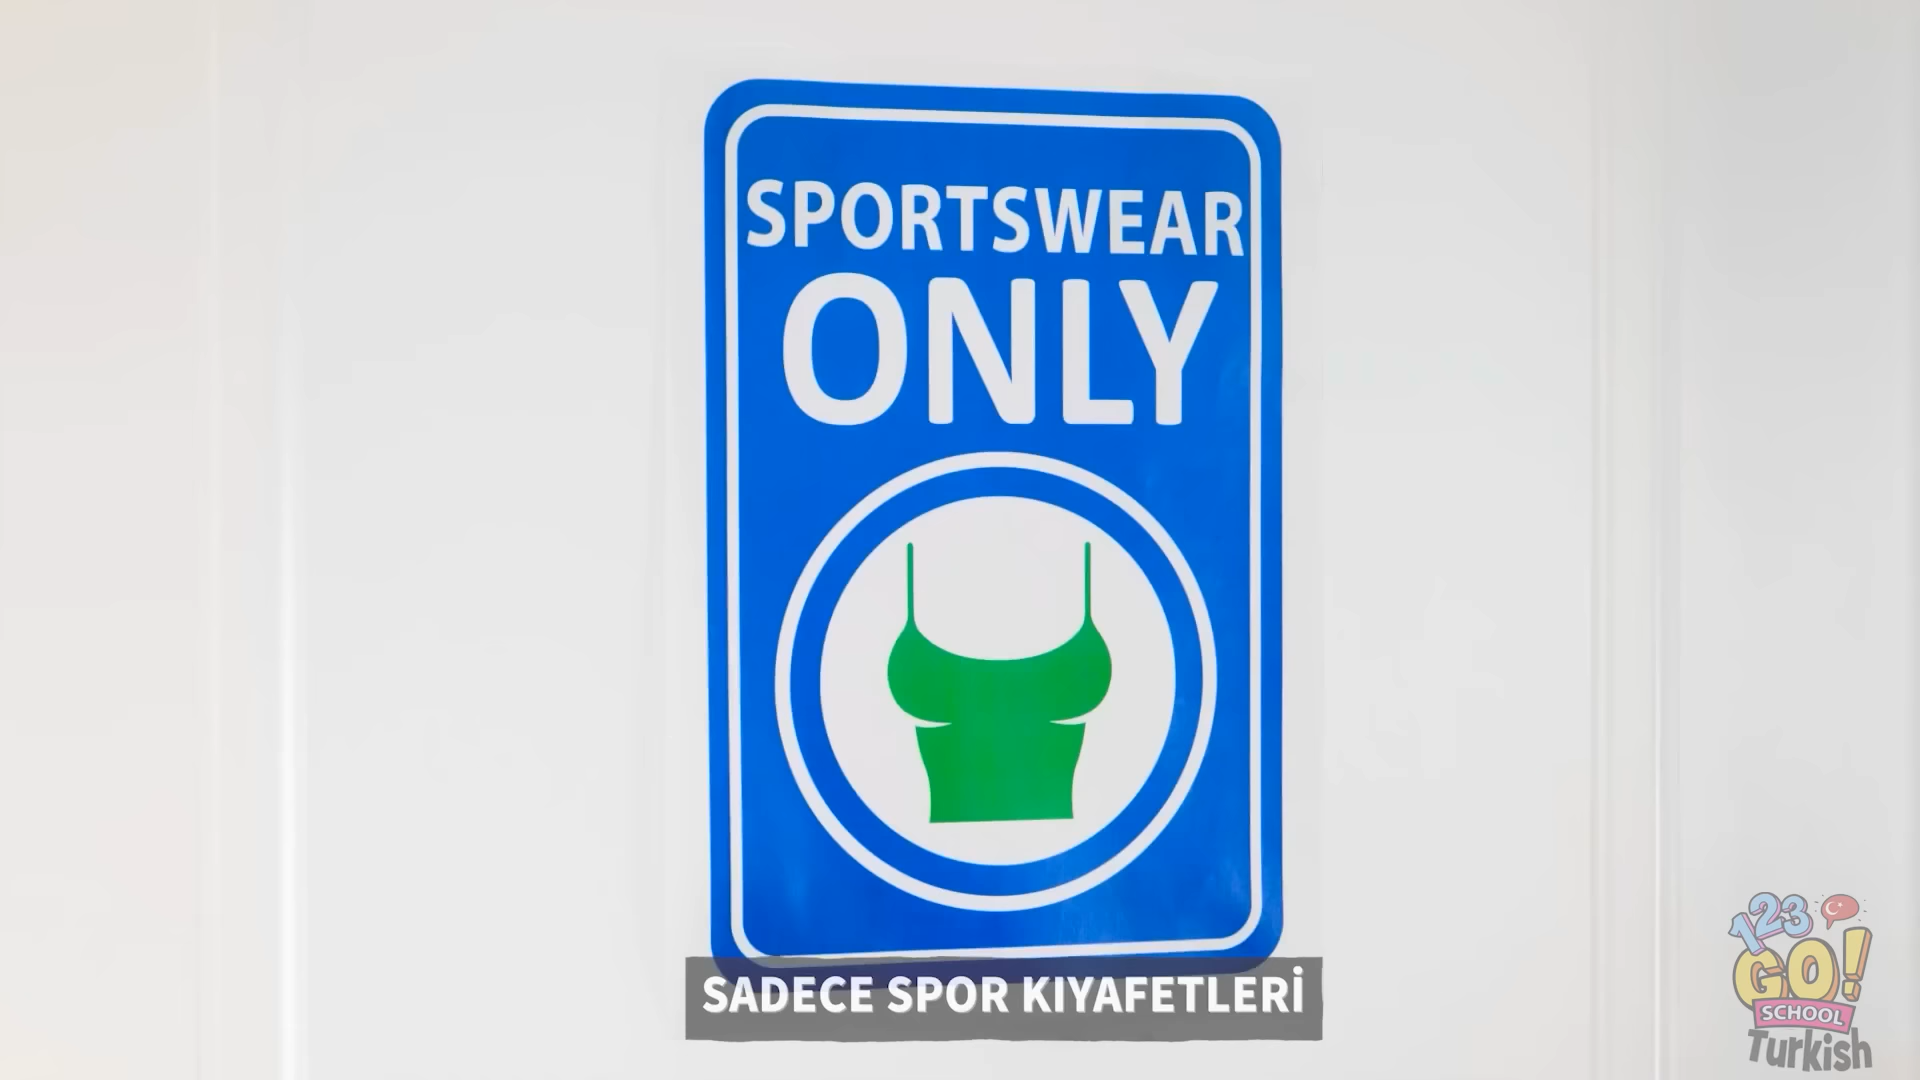 SPORTSWEAR
ONLY
SADECE SPOR KIYAFETLERİ
123
GO!
SCHOOL
Turkish